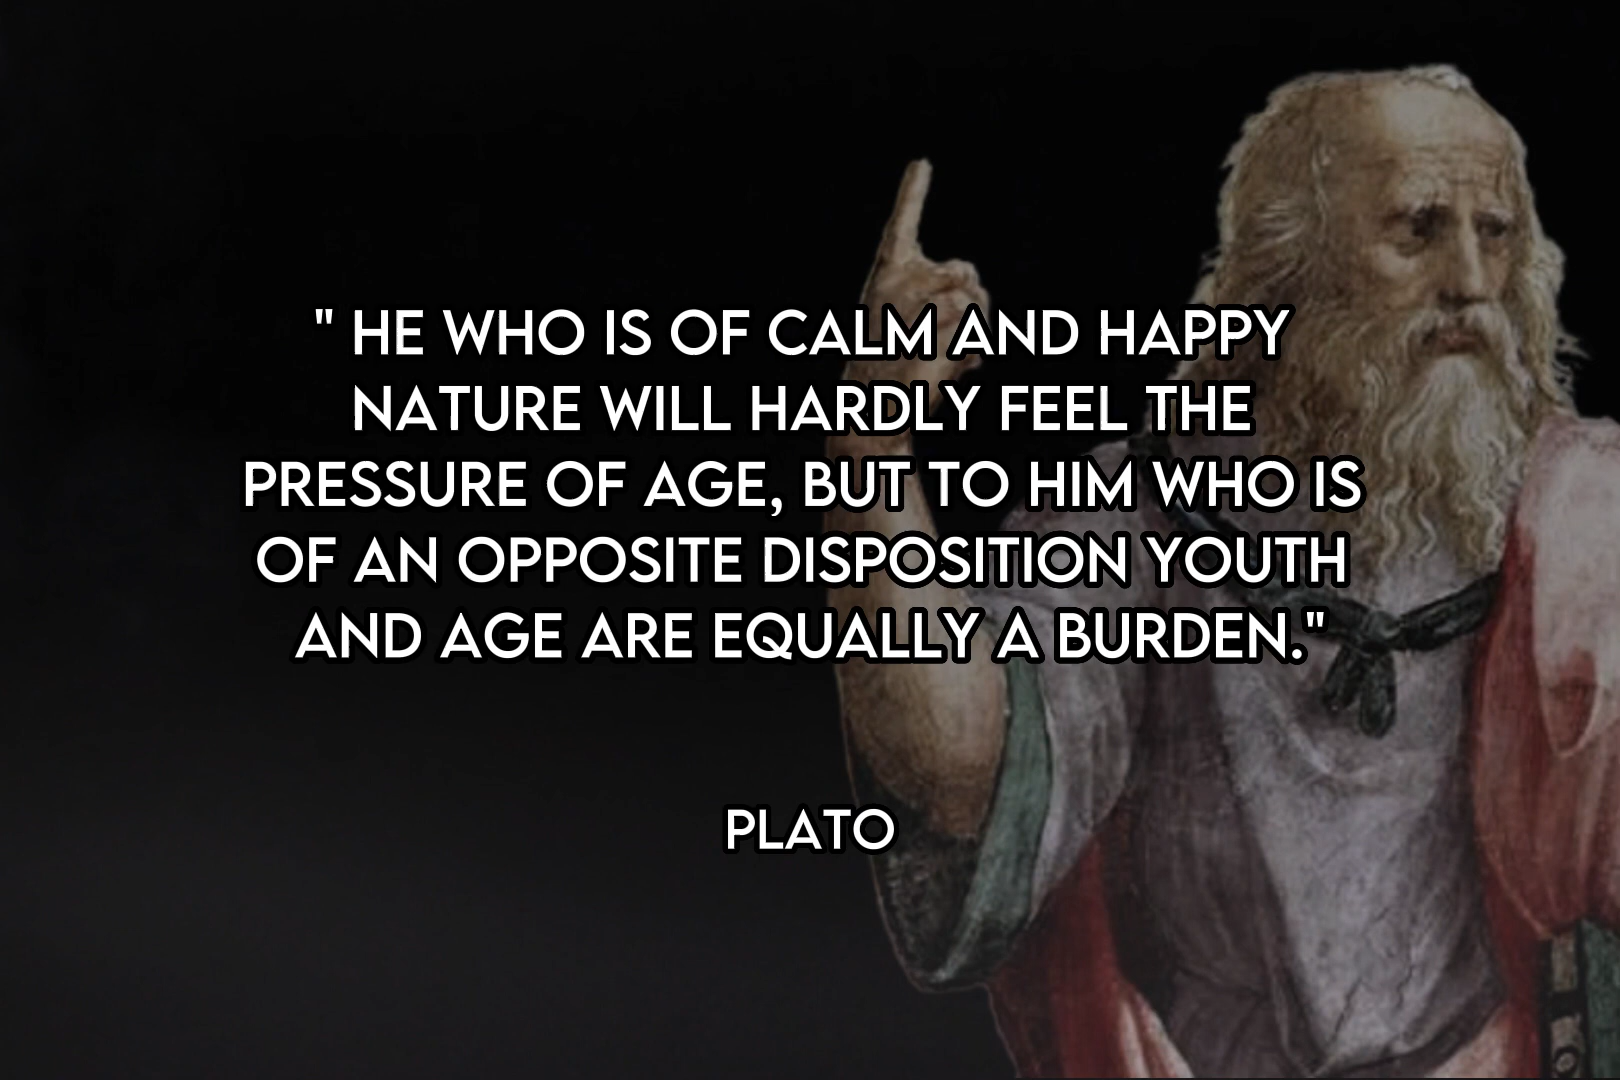 " HE WHO IS OF CALM AND HAPPY
NATURE WILL HARDLY FEEL THE
PRESSURE OF AGE, BUT TO HIM WHO IS
OF AN OPPOSITE DISPOSITION YOUTH
AND AGE ARE EQUALLY A BURDEN."
PLATO